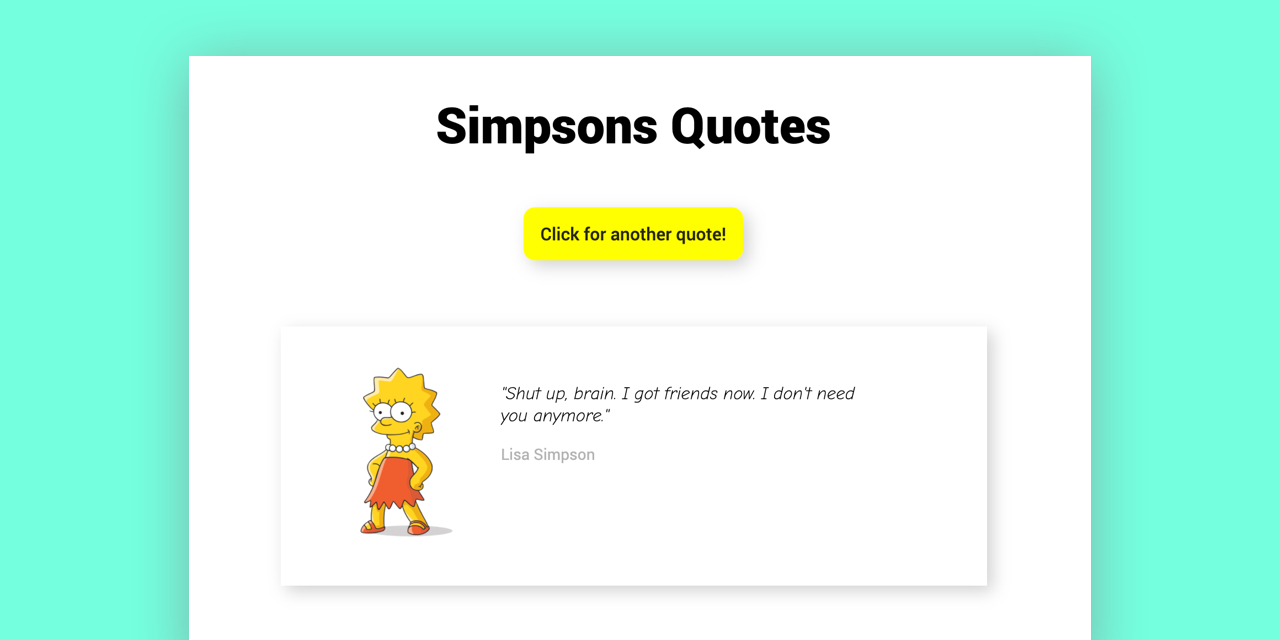 Simpsons Quotes
Click for another quote!
"Shut up, brain. I got friends now. I don't need
you anymore."
Lisa Simpson